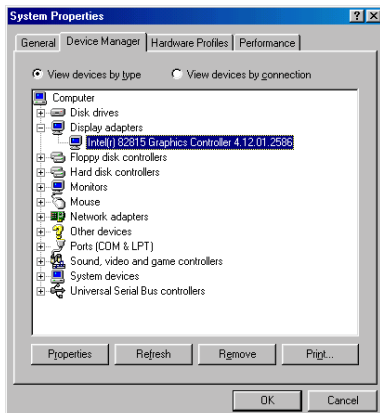 System Properties
General Device Manager Hardware Profiles Performance
View devices by type View devices by connection
Computer
Disk drives
Display adapters
Intel(r) 82815 Graphics Controller 4.12.01.2586
Floppy disk controllers
Hard disk controllers
Monitors
Mouse
Network adapters
Other devices
Ports (COM & LPT)
Sound, video and game controllers
System devices
Universal Serial Bus controllers
Properties Refresh Remove Print...
OK Cancel